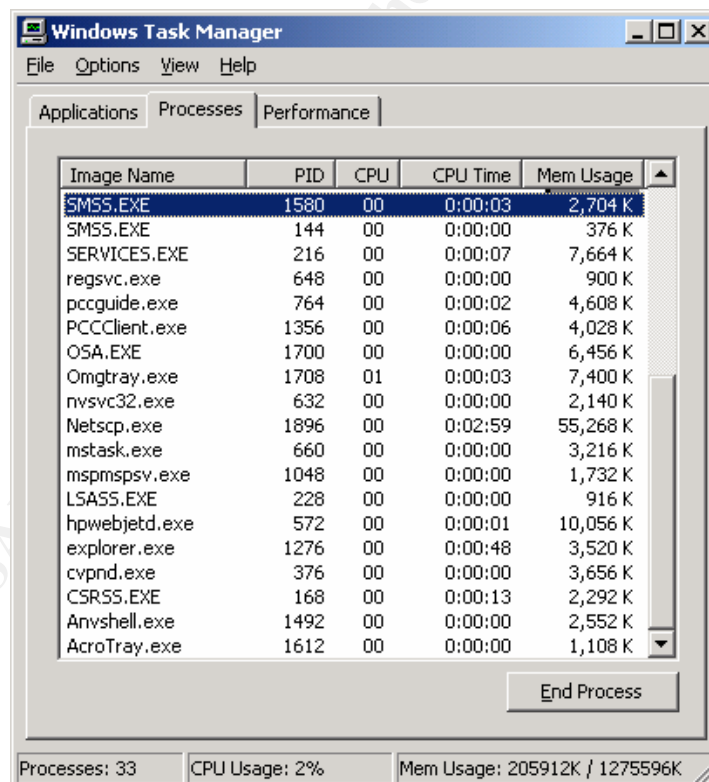 Windows Task Manager
File Options View Help
Applications Processes Performance
Image Name PID CPU CPU Time Mem Usage
SMSS.EXE 1580 00 0:00:03 2,704 K
SMSS.EXE 144 00 0:00:00 376 K
SERVICES.EXE 216 00 0:00:07 7,664 K
regsvc.exe 648 00 0:00:00 900 K
pccguide.exe 764 00 0:00:02 4,608 K
PCCClient.exe 1356 00 0:00:06 4,028 K
OSA.EXE 1700 00 0:00:00 6,456 K
Omgtray.exe 1708 01 0:00:03 7,400 K
nvsvc32.exe 632 00 0:00:00 2,140 K
Netscp.exe 1896 00 0:02:59 55,268 K
mstask.exe 660 00 0:00:00 3,216 K
mspmspsv.exe 1048 00 0:00:00 1,732 K
LSASS.EXE 228 00 0:00:00 916 K
hpwebjetd.exe 572 00 0:00:01 10,056 K
explorer.exe 1276 00 0:00:48 3,520 K
cvpnd.exe 376 00 0:00:00 3,656 K
CSRSS.EXE 168 00 0:00:13 2,292 K
Anvshell.exe 1492 00 0:00:00 2,552 K
AcroTray.exe 1612 00 0:00:00 1,108 K
End Process
Processes: 33 CPU Usage: 2% Mem Usage: 205912K / 1275596K